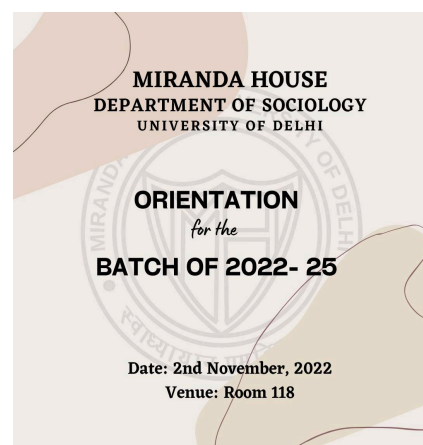 MIRANDA HOUSE
DEPARTMENT OF SOCIOLOGY
UNIVERSITY OF DELHI
ORIENTATION
for the
BATCH OF 2022- 25
Date: 2nd November, 2022
Venue: Room 118